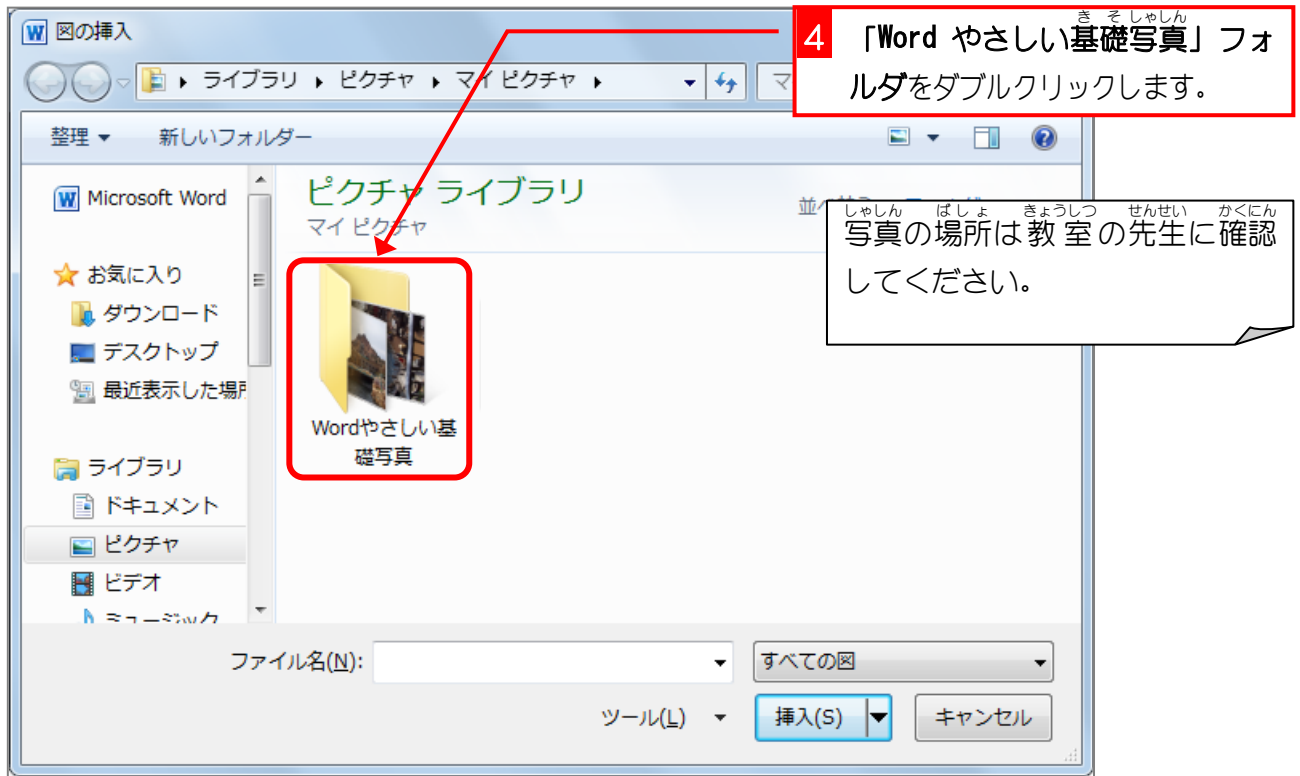 図の挿入
4 「Word やさしい基礎写真」フォ
ルダをダブルクリックします。
き そ しゃしん
ライブラリ ピクチャ マイ ピクチャ
整理 新しいフォルダー
Microsoft Word
ピクチャ ライブラリ
マイ ピクチャ
しゃしん ばしょ きょうしつ せんせい かくにん
写真の場所は教室の先生に確認
してください。
お気に入り
ダウンロード
デスクトップ
最近表示した場所
Wordやさしい基
礎写真
ライブラリ
ドキュメント
ピクチャ
ビデオ
ミュージック
ファイル名(N):
すべての図
ツール(L) 挿入(S) キャンセル